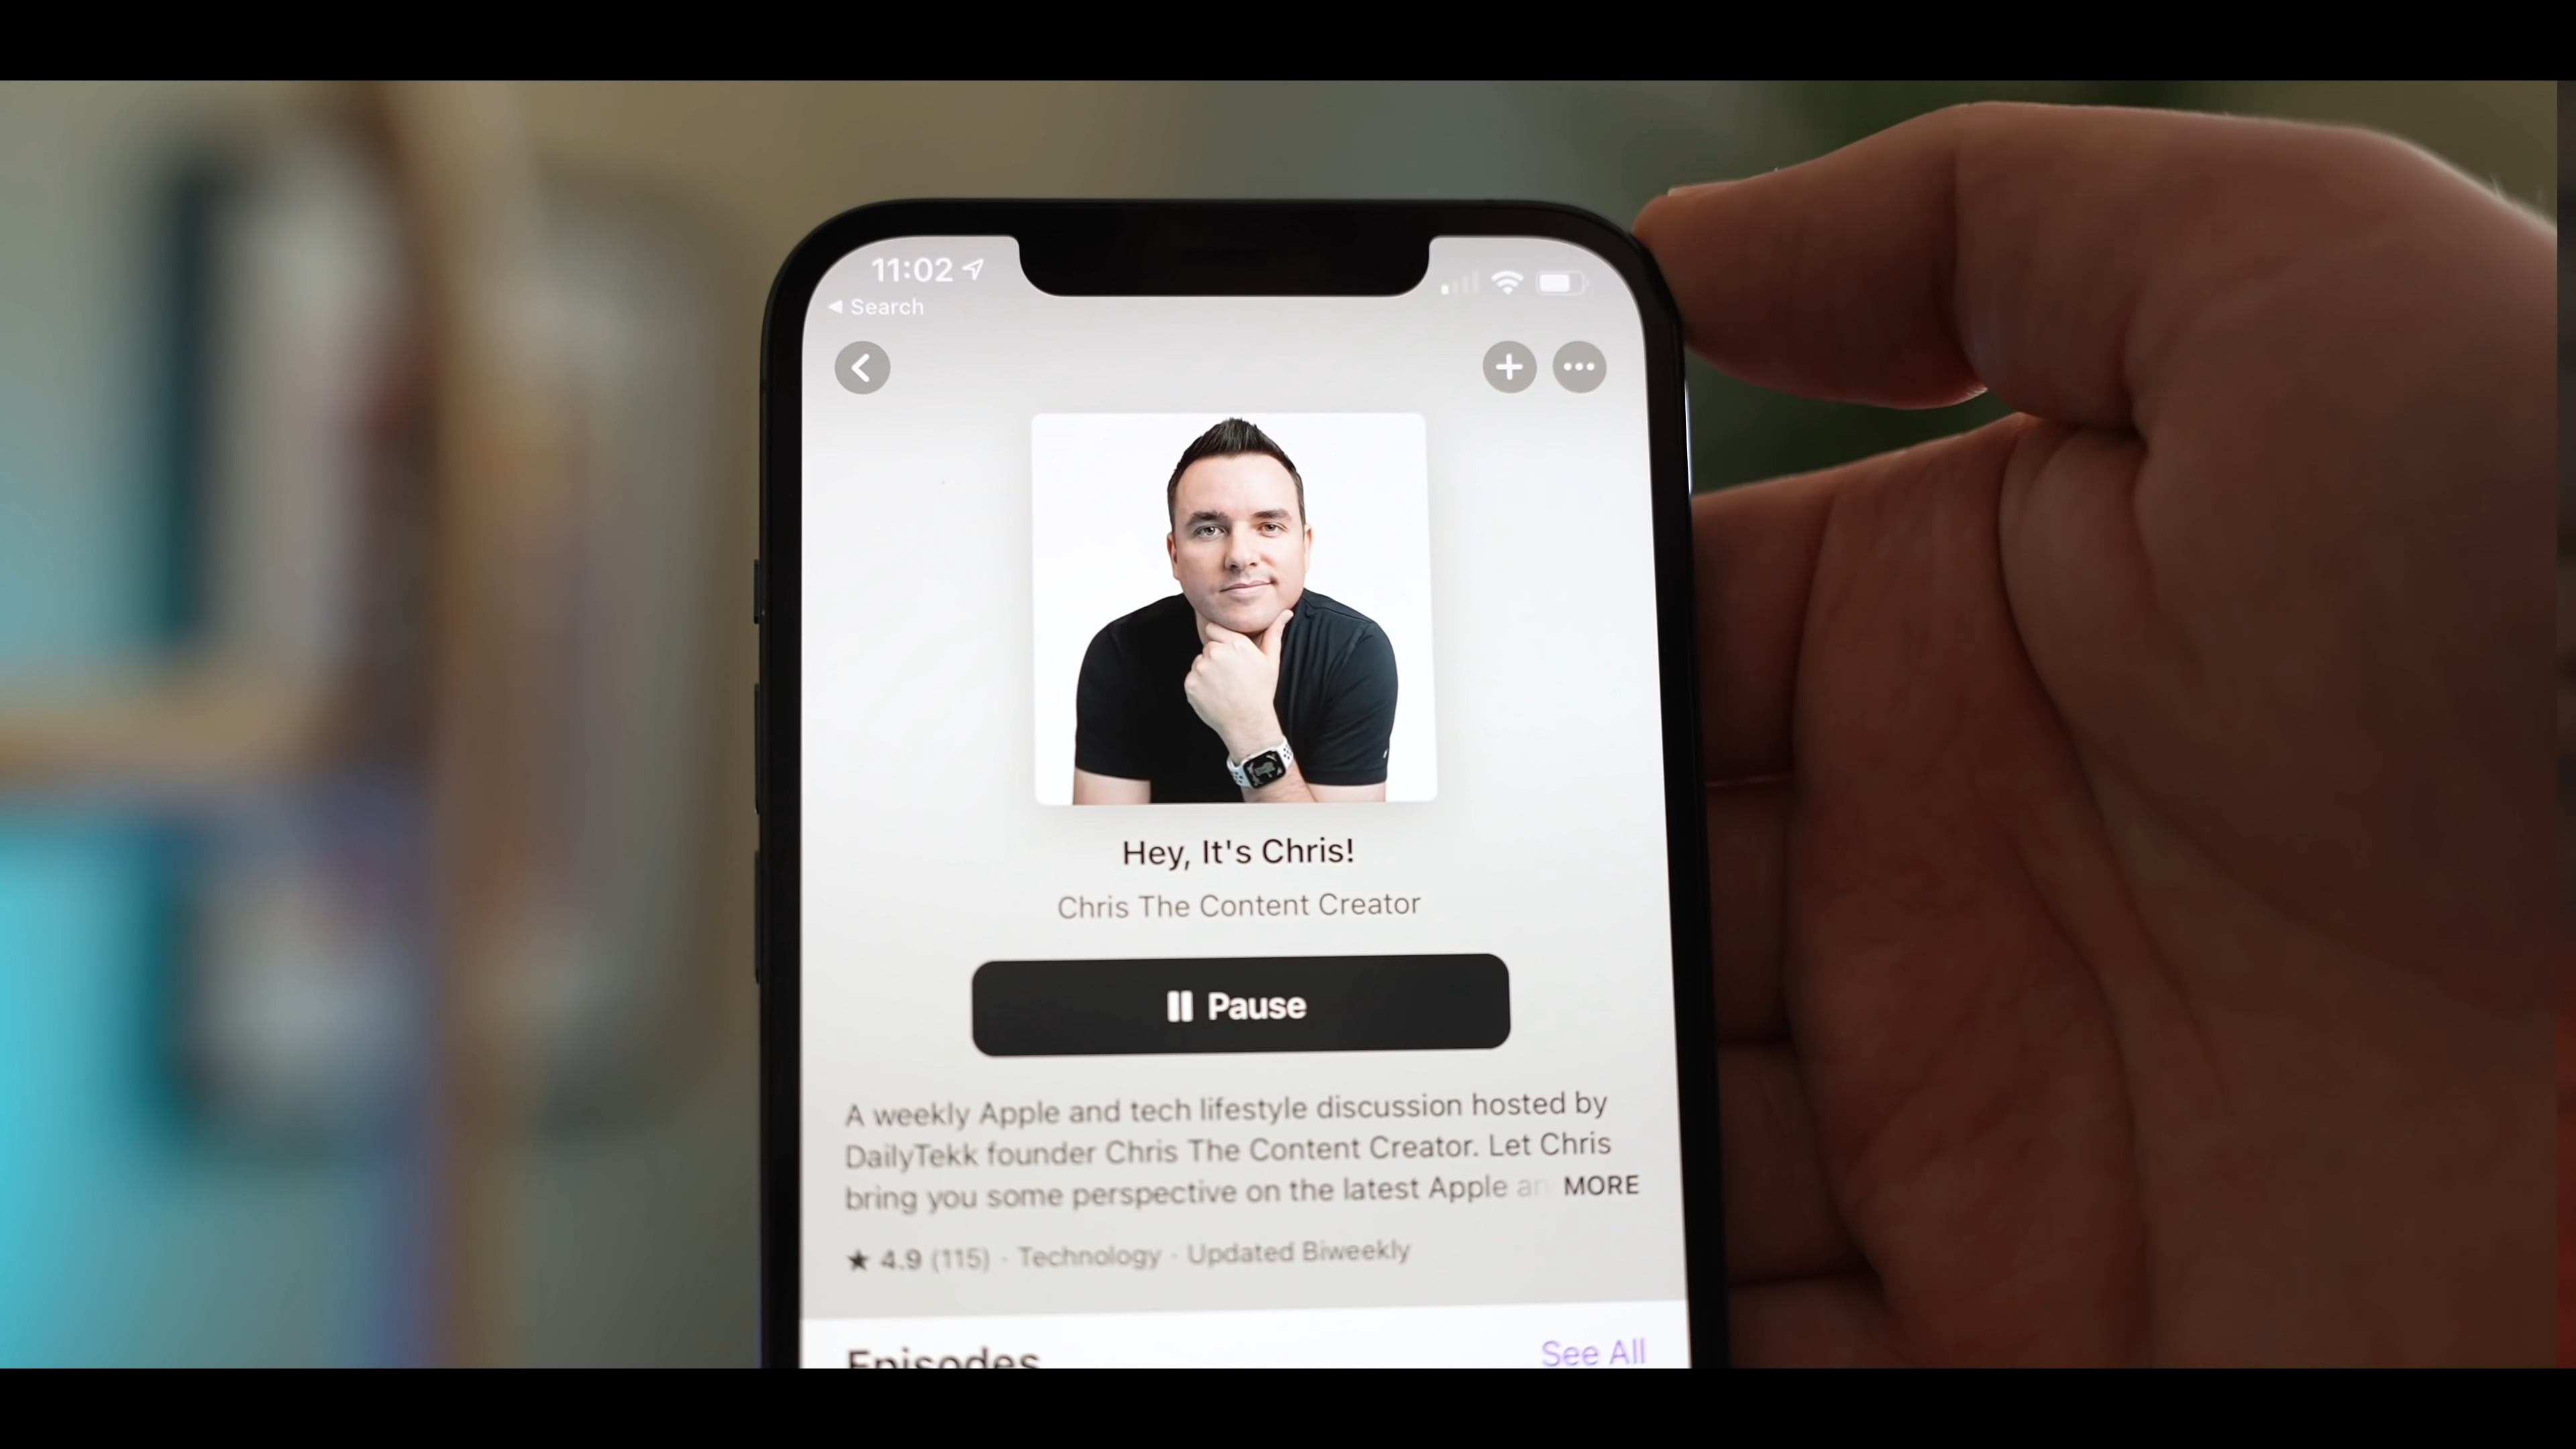 11:02
Search
Hey, It's Chris!
Chris The Content Creator
Pause
A weekly Apple and tech lifestyle discussion hosted by
DailyTekk founder Chris The Content Creator. Let Chris
bring you some perspective on the latest Apple an MORE
★ 4.9 (115) · Technology · Updated Biweekly
Episodes
See All